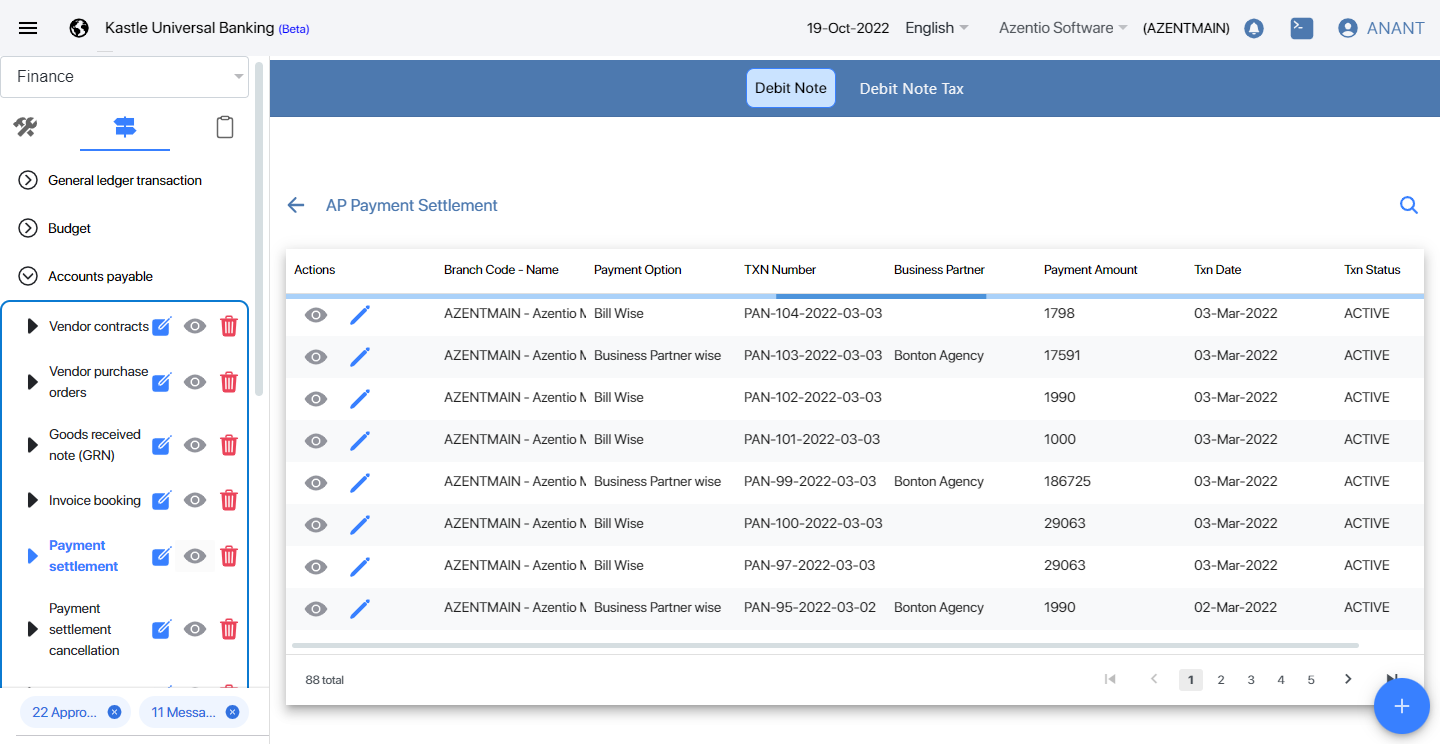 Kastle Universal Banking (Beta)
19-Oct-2022 English Azentio Software (AZENTMAIN) ANANT
Finance
Debit Note Debit Note Tax
General ledger transaction
Budget
Accounts payable
Vendor contracts
Vendor purchase
orders
Goods received
note (GRN)
Invoice booking
Payment
settlement
Payment
settlement
cancellation
22 Appro... 11 Messa...
AP Payment Settlement
Actions Branch Code - Name Payment Option TXN Number Business Partner Payment Amount Txn Date Txn Status
AZENTMAIN - Azentio M Bill Wise PAN-104-2022-03-03 1798 03-Mar-2022 ACTIVE
AZENTMAIN - Azentio M Business Partner wise PAN-103-2022-03-03 Bonton Agency 17591 03-Mar-2022 ACTIVE
AZENTMAIN - Azentio M Bill Wise PAN-102-2022-03-03 1990 03-Mar-2022 ACTIVE
AZENTMAIN - Azentio M Bill Wise PAN-101-2022-03-03 1000 03-Mar-2022 ACTIVE
AZENTMAIN - Azentio M Business Partner wise PAN-99-2022-03-03 Bonton Agency 186725 03-Mar-2022 ACTIVE
AZENTMAIN - Azentio M Bill Wise PAN-100-2022-03-03 29063 03-Mar-2022 ACTIVE
AZENTMAIN - Azentio M Bill Wise PAN-97-2022-03-03 29063 03-Mar-2022 ACTIVE
AZENTMAIN - Azentio M Business Partner wise PAN-95-2022-03-02 Bonton Agency 1990 02-Mar-2022 ACTIVE
88 total 1 2 3 4 5